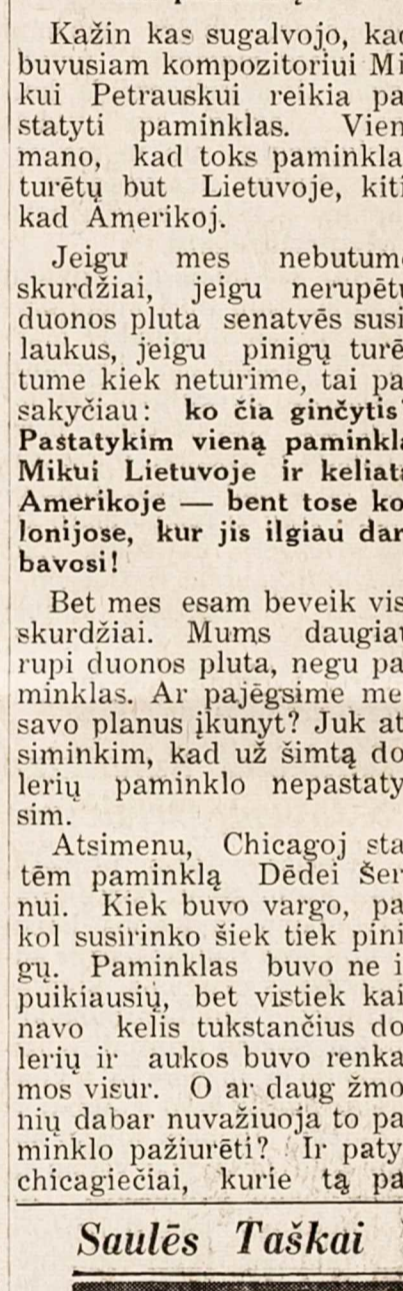 Kažin kas sugalvojo, kad
buvusiam kompozitoriui Mi
kui Petrauskui reikia pa
statyti paminklas. Vien
mano, kad toks paminkla
turėtų but Lietuvoje, kiti
kad Amerikoj.
Jeigu mes nebutume
skurdžiai, jeigu nerupėtų
duonos pluta senatvės susi
laukus, jeigu pinigų turė
tume kiek neturime, tai pa
sakyčiau: ko čia ginčytis
Pastatykim vieną paminklą
Mikui Lietuvoje ir keliatą
Amerikoje — bent tose ko
lonijose, kur jis ilgiau dar
bavosi!
Bet mes esam beveik vis
skurdžiai. Mums daugiau
rupi duonos pluta, negu pa
minklas. Ar pajėgsime me
savo planus įkunyt? Juk at
siminkim, kad už šimtą do
lerių paminklo nepastaty
sim.
Atsimenu, Chicagoj sta
tėm paminklą Dėdei Šer
nui. Kiek buvo vargo, pa
kol susirinko šiek tiek pini
gų. Paminklas buvo ne i
puikiausių, bet vistiek kai
navo kelis tukstančius do
lerių ir aukos buvo renka
mos visur. O ar daug žmo
nių dabar nuvažiuoja to pa
minklo pažiurėti? Ir paty
chicagiečiai, kurie tą pa
Saulės Taškai